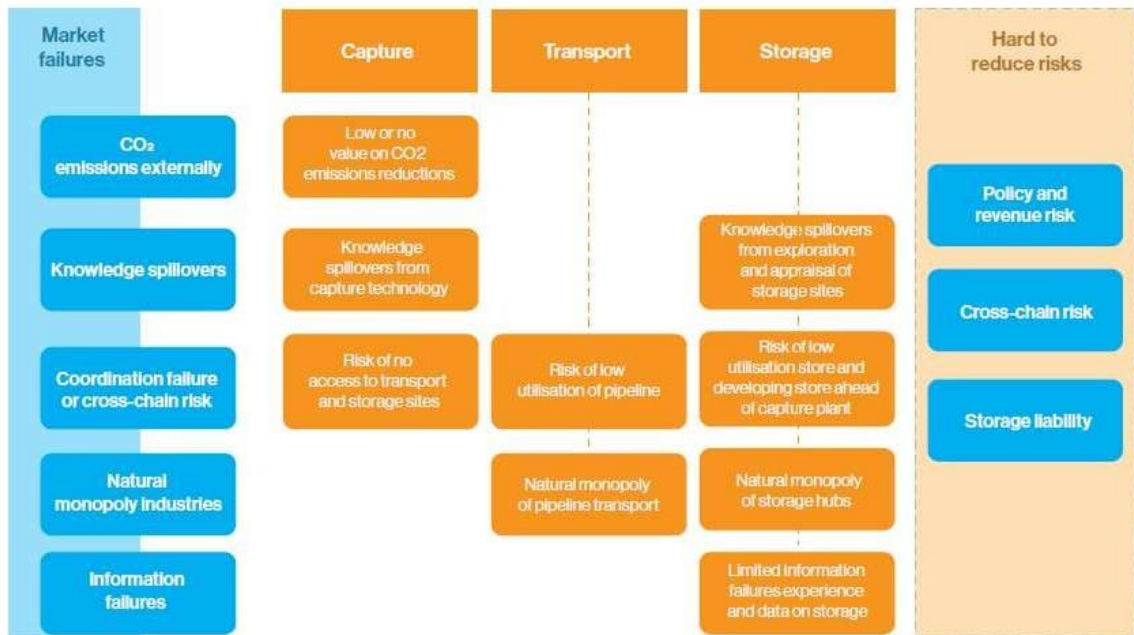 Market
failures
Capture
Transport
Storage
Hard to
reduce risks
CO₂
emissions externally
Low or no
value on CO2
emissions reductions
Policy and
revenue risk
Knowledge spillovers
Knowledge
spillovers from
capture technology
Knowledge spillovers
from exploration
and appraisal of
storage sites
Cross-chain risk
Coordination failure
or cross-chain risk
Risk of no
access to transport
and storage sites
Risk of low
utilisation of pipeline
Risk of low
utilisation store and
developing store ahead
of capture plant
Storage liability
Natural
monopoly industries
Natural monopoly
of pipeline transport
Natural monopoly
of storage hubs
Information
failures
Limited Information
failures experience
and data on storage